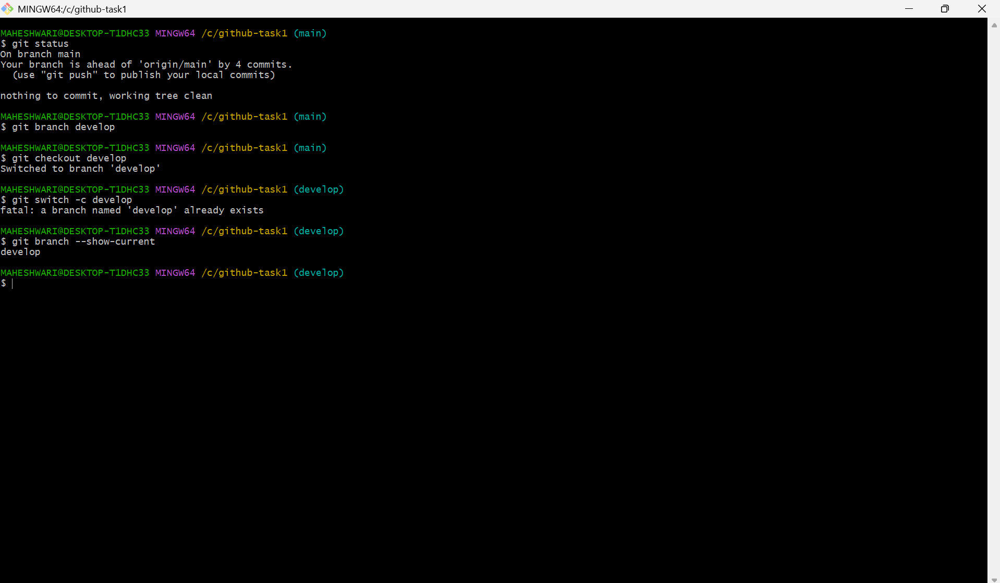 MINGW64:/c/github-task1
MAHESHWARI@DESKTOP-T1DHC33 MINGW64 /c/github-task1 (main)
$ git status
On branch main
Your branch is ahead of 'origin/main' by 4 commits.
  (use "git push" to publish your local commits)

nothing to commit, working tree clean

MAHESHWARI@DESKTOP-T1DHC33 MINGW64 /c/github-task1 (main)
$ git branch develop

MAHESHWARI@DESKTOP-T1DHC33 MINGW64 /c/github-task1 (main)
$ git checkout develop
Switched to branch 'develop'

MAHESHWARI@DESKTOP-T1DHC33 MINGW64 /c/github-task1 (develop)
$ git switch -c develop
fatal: a branch named 'develop' already exists

MAHESHWARI@DESKTOP-T1DHC33 MINGW64 /c/github-task1 (develop)
$ git branch --show-current
develop

MAHESHWARI@DESKTOP-T1DHC33 MINGW64 /c/github-task1 (develop)
$